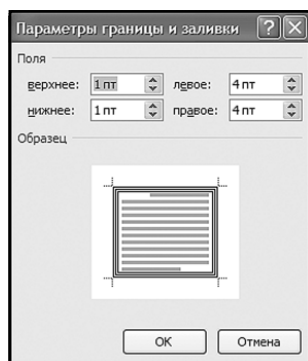 Параметры границы и заливки
Поля
верхнее: 1 пт левое: 4 пт
нижнее: 1 пт правое: 4 пт
Образец
ОК Отмена